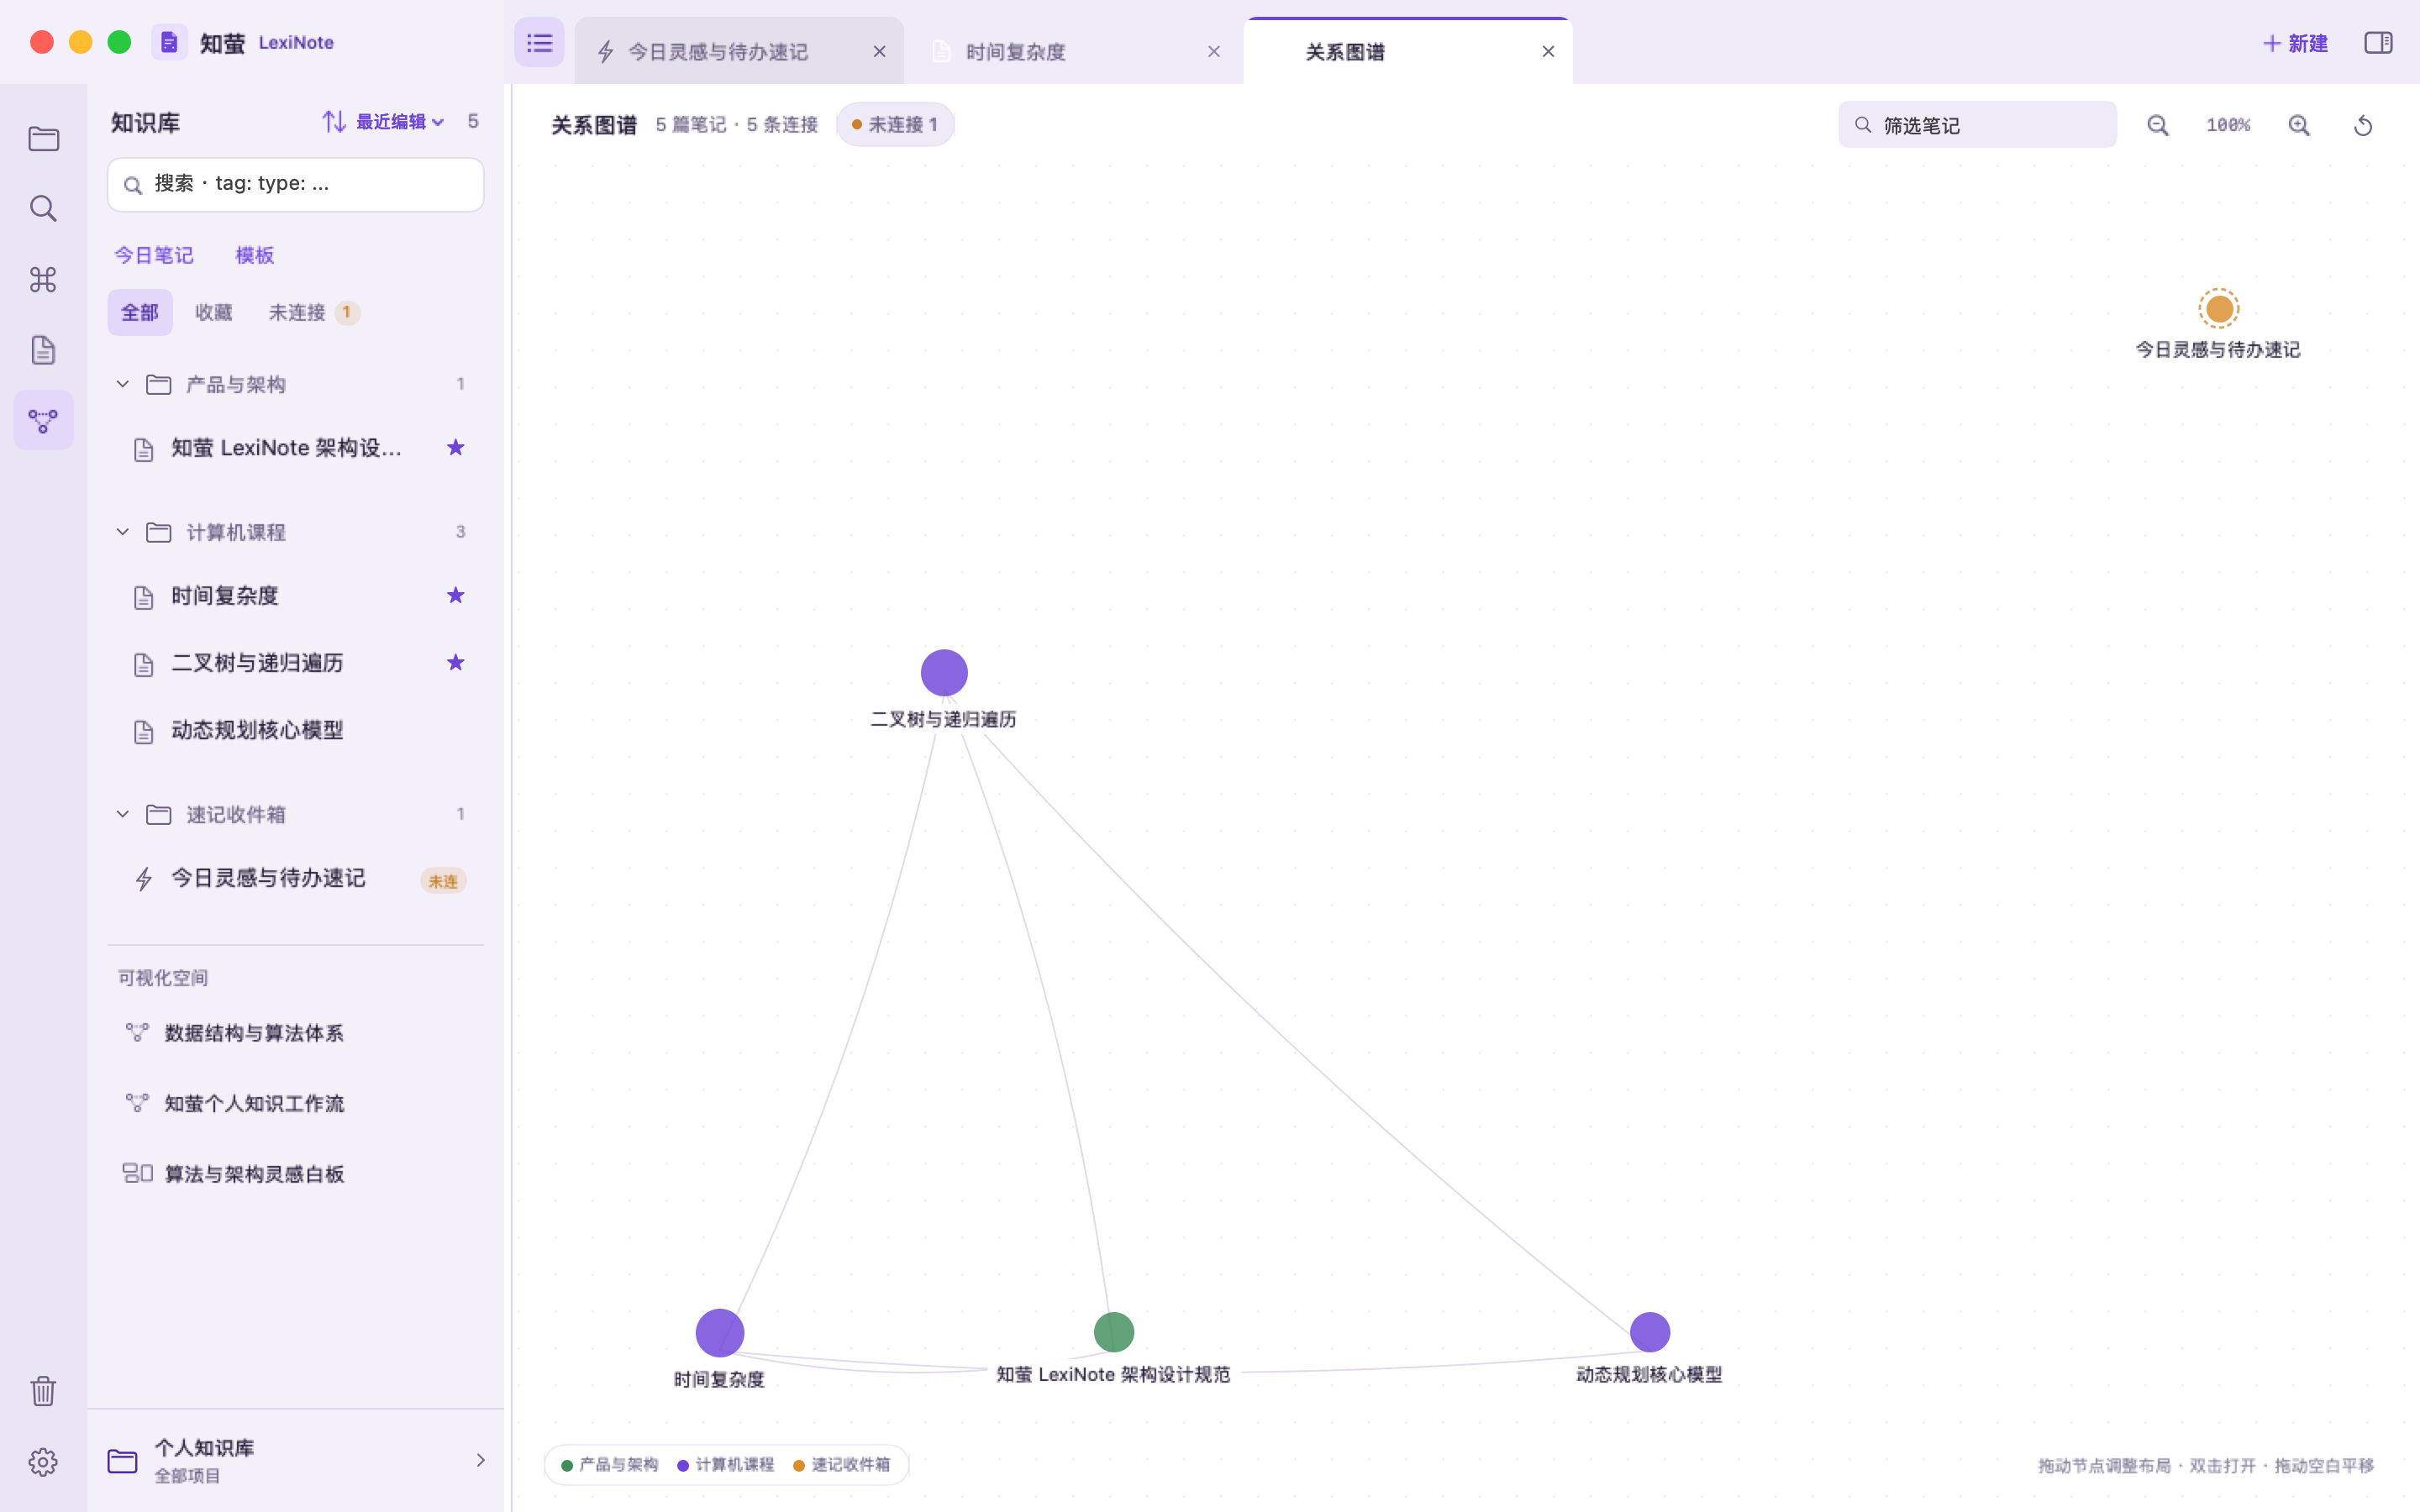 知萤 LexiNote
今日灵感与待办速记
时间复杂度
关系图谱
新建
知识库 最近编辑 5
搜索 · tag: type: ...
今日笔记 模板
全部 收藏 未连接 1
产品与架构 1
知萤 LexiNote 架构设...
计算机课程 3
时间复杂度
二叉树与递归遍历
动态规划核心模型
速记收件箱 1
今日灵感与待办速记 未连
可视化空间
数据结构与算法体系
知萤个人知识工作流
算法与架构灵感白板
个人知识库
全部项目
关系图谱 5 篇笔记 · 5 条连接 未连接 1
筛选笔记 100%
今日灵感与待办速记
二叉树与递归遍历
时间复杂度
知萤 LexiNote 架构设计规范
动态规划核心模型
产品与架构 计算机课程 速记收件箱
拖动节点调整布局 · 双击打开 · 拖动空白平移